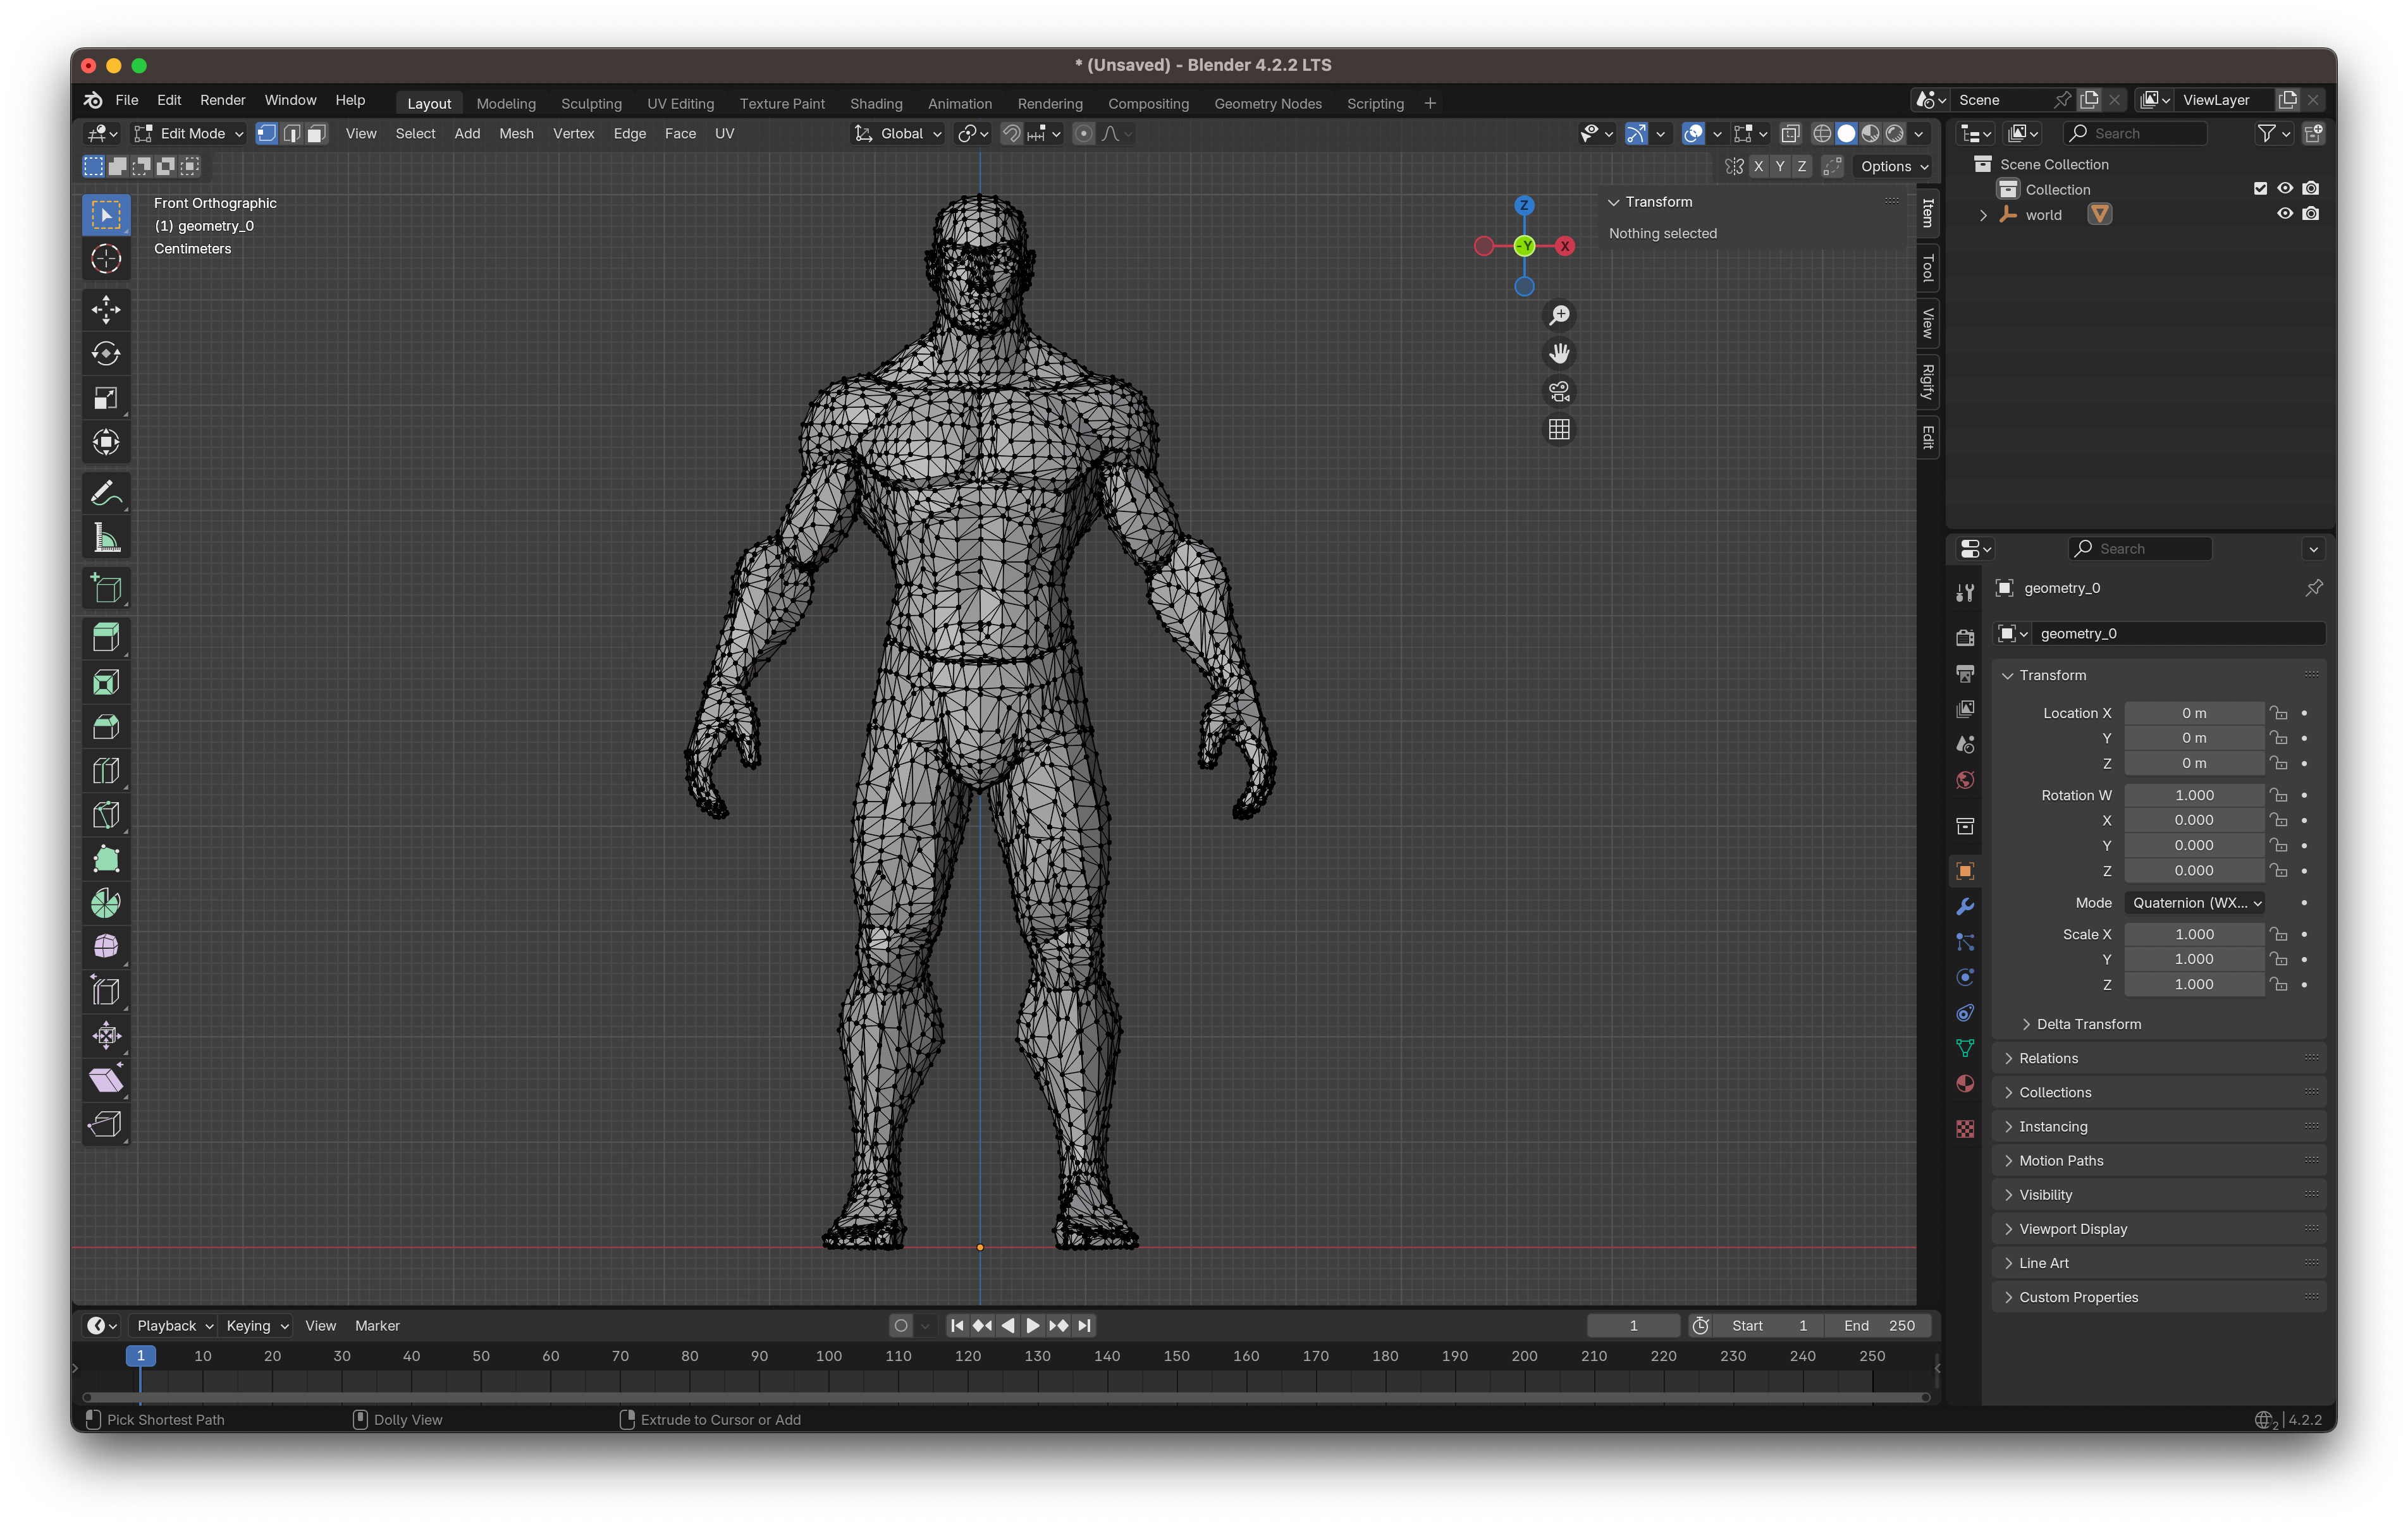 * (Unsaved) - Blender 4.2.2 LTS
File Edit Render Window Help Layout Modeling Sculpting UV Editing Texture Paint Shading Animation Rendering Compositing Geometry Nodes Scripting + Scene ViewLayer
Edit Mode View Select Add Mesh Vertex Edge Face UV Global Search
X Y Z Options
Scene Collection
Collection
world
Front Orthographic
(1) geometry_0
Centimeters
Z
-Y X
Transform
Nothing selected
Item
Tool
View
Rigify
Edit
Search
geometry_0
geometry_0
Transform
Location X 0 m
Y 0 m
Z 0 m
Rotation W 1.000
X 0.000
Y 0.000
Z 0.000
Mode Quaternion (WX...
Scale X 1.000
Y 1.000
Z 1.000
Delta Transform
Relations
Collections
Instancing
Motion Paths
Visibility
Viewport Display
Line Art
Custom Properties
Playback Keying View Marker 1 Start 1 End 250
1 10 20 30 40 50 60 70 80 90 100 110 120 130 140 150 160 170 180 190 200 210 220 230 240 250
Pick Shortest Path Dolly View Extrude to Cursor or Add 2 4.2.2